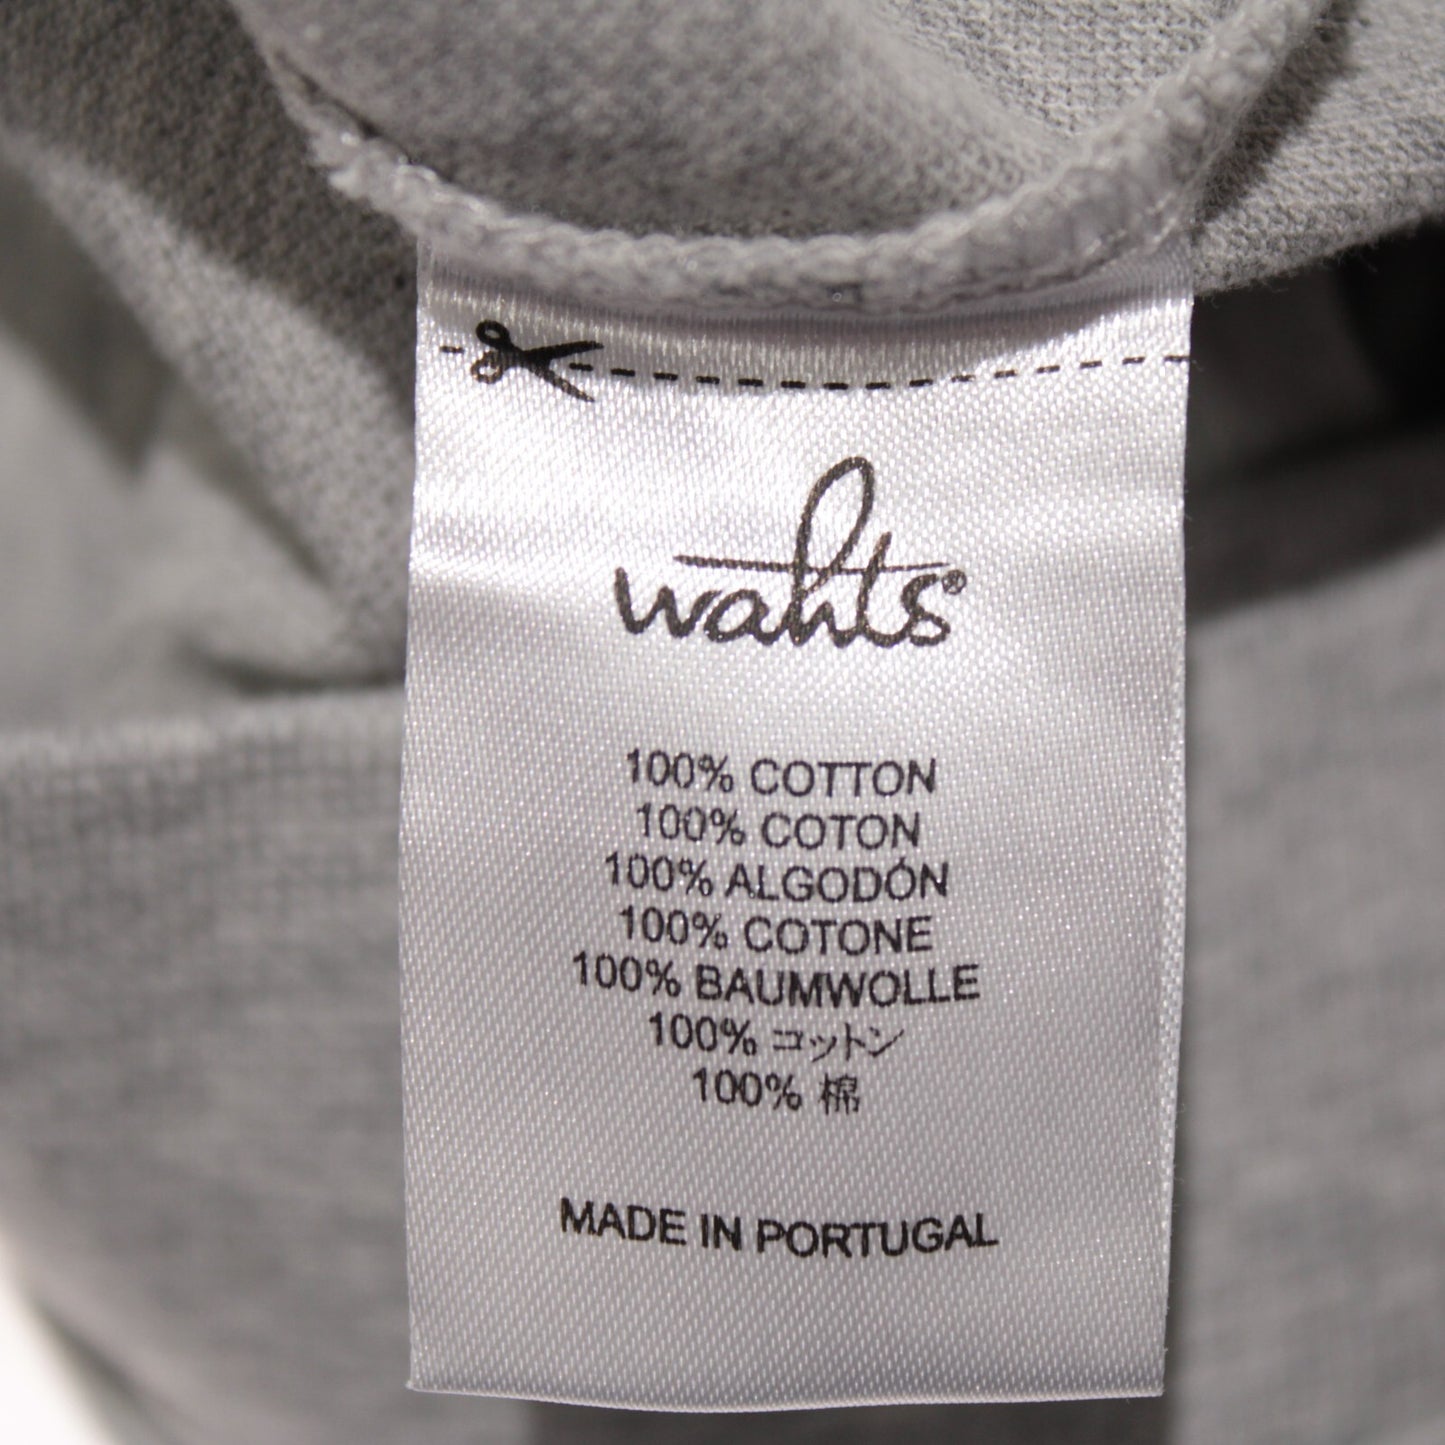 wahts®
100% COTTON
100% COTON
100% ALGODÓN
100% COTONE
100% BAUMWOLLE
100% コットン
100% 棉
MADE IN PORTUGAL